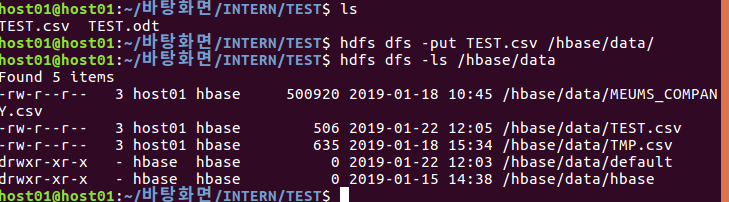 host01@host01:~/바탕화면/INTERN/TEST$ ls
TEST.csv  TEST.odt
host01@host01:~/바탕화면/INTERN/TEST$ hdfs dfs -put TEST.csv /hbase/data/
host01@host01:~/바탕화면/INTERN/TEST$ hdfs dfs -ls /hbase/data
Found 5 items
-rw-r--r--   3 host01 hbase     500920 2019-01-18 10:45 /hbase/data/MEUMS_COMPAN
Y.csv
-rw-r--r--   3 host01 hbase        506 2019-01-22 12:05 /hbase/data/TEST.csv
-rw-r--r--   3 host01 hbase        635 2019-01-18 15:34 /hbase/data/TMP.csv
drwxr-xr-x   - hbase  hbase          0 2019-01-22 12:03 /hbase/data/default
drwxr-xr-x   - hbase  hbase          0 2019-01-15 14:38 /hbase/data/hbase
host01@host01:~/바탕화면/INTERN/TEST$